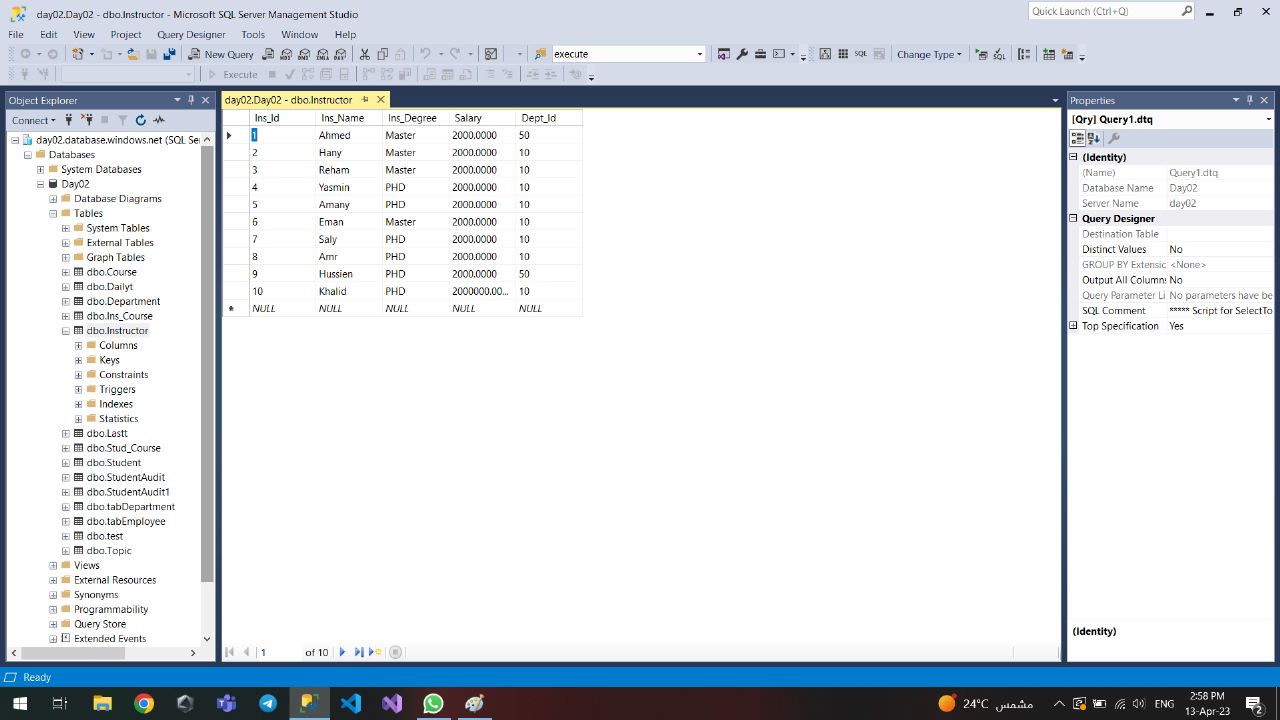 day02.Day02 - dbo.Instructor - Microsoft SQL Server Management Studio
Quick Launch (Ctrl+Q)
File Edit View Project Query Designer Tools Window Help
New Query execute Change Type
Execute
Object Explorer
Connect
day02.database.windows.net (SQL Se
Databases
System Databases
Day02
Database Diagrams
Tables
System Tables
External Tables
Graph Tables
dbo.Course
dbo.Dailyt
dbo.Department
dbo.Ins_Course
dbo.Instructor
Columns
Keys
Constraints
Triggers
Indexes
Statistics
dbo.Lastt
dbo.Stud_Course
dbo.Student
dbo.StudentAudit
dbo.StudentAudit1
dbo.tabDepartment
dbo.tabEmployee
dbo.test
dbo.Topic
Views
External Resources
Synonyms
Programmability
Query Store
Extended Events
day02.Day02 - dbo.Instructor
Ins_Id Ins_Name Ins_Degree Salary Dept_Id
1 Ahmed Master 2000.0000 50
2 Hany Master 2000.0000 10
3 Reham Master 2000.0000 10
4 Yasmin PHD 2000.0000 10
5 Amany PHD 2000.0000 10
6 Eman Master 2000.0000 10
7 Saly PHD 2000.0000 10
8 Amr PHD 2000.0000 10
9 Hussien PHD 2000.0000 50
10 Khalid PHD 2000000.00... 10
NULL NULL NULL NULL NULL
1 of 10
Properties
[Qry] Query1.dtq
(Identity)
(Name) Query1.dtq
Database Name Day02
Server Name day02
Query Designer
Destination Table
Distinct Values No
GROUP BY Extensic <None>
Output All Column: No
Query Parameter Li No parameters have be
SQL Comment ***** Script for SelectTo
Top Specification Yes
(Identity)
Ready
24°C مشمس ENG
2:58 PM
13-Apr-23
2